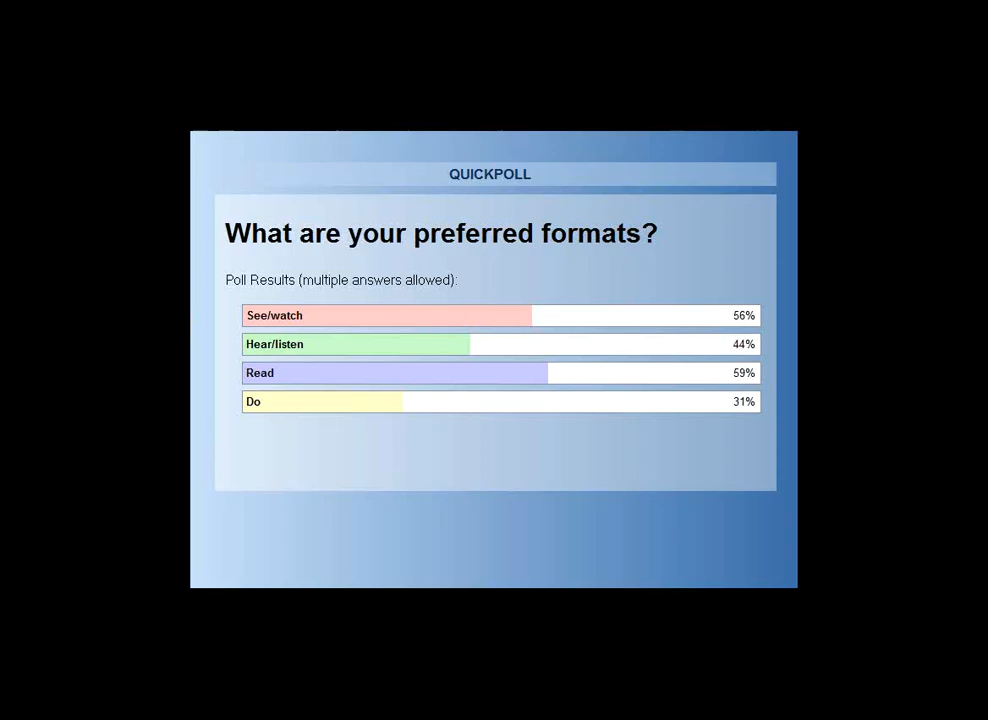 QUICKPOLL
What are your preferred formats?
Poll Results (multiple answers allowed):
See/watch 56%
Hear/listen 44%
Read 59%
Do 31%